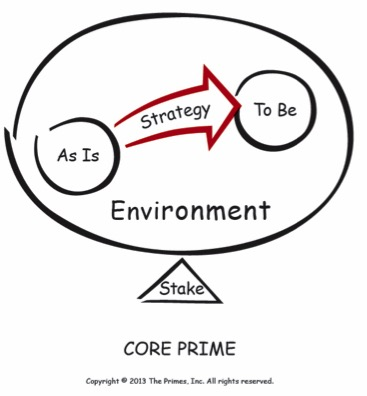 Strategy
To Be
As Is
Environment
Stake
CORE PRIME
Copyright © 2013 The Primes, Inc. All rights reserved.